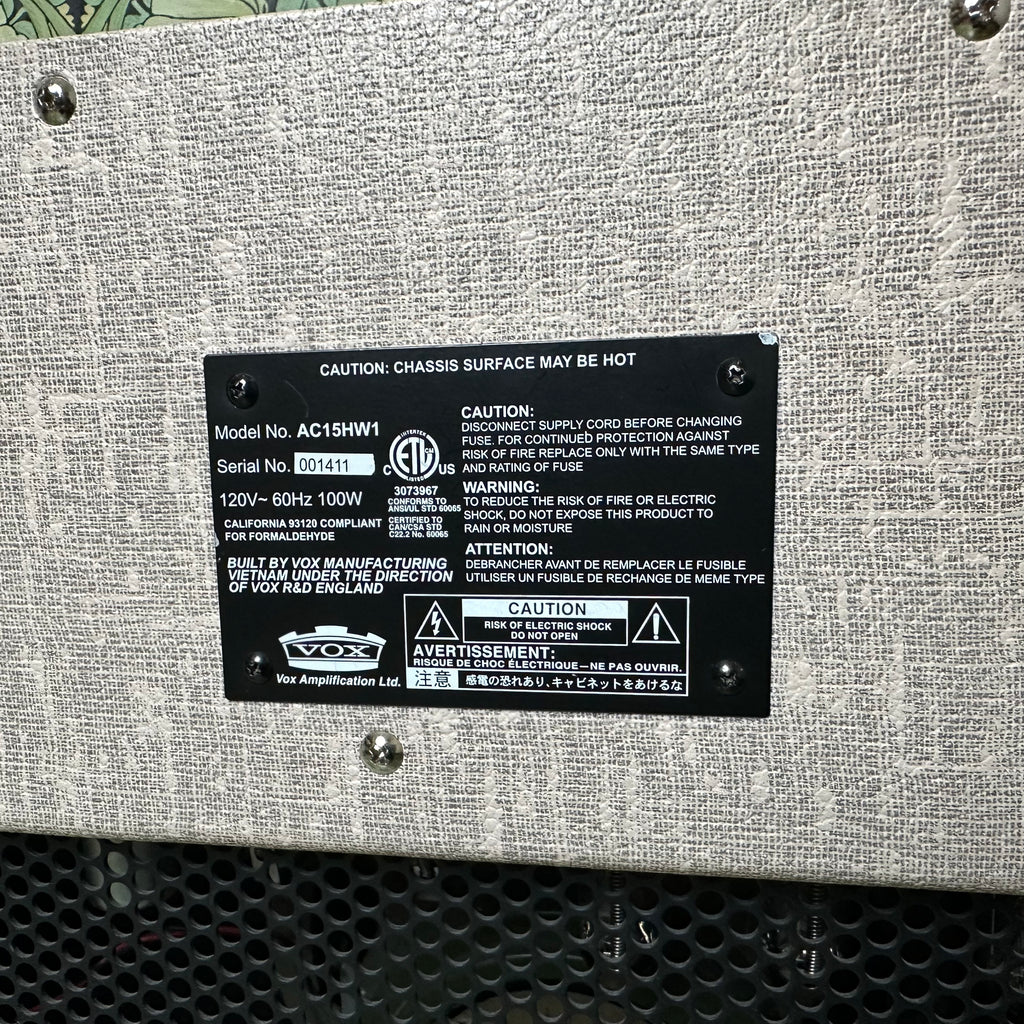 CAUTION: CHASSIS SURFACE MAY BE HOT
Model No. AC15HW1
Serial No. 001411
120V~ 60Hz 100W
CALIFORNIA 93120 COMPLIANT
FOR FORMALDEHYDE
BUILT BY VOX MANUFACTURING
VIETNAM UNDER THE DIRECTION
OF VOX R&D ENGLAND
VOX
Vox Amplification Ltd.
INTERTEK
C ETL CM US
LISTED
3073967
CONFORMS TO
ANSI/UL STD 60065
CERTIFIED TO
CAN/CSA STD
C22.2 No. 60065
CAUTION:
DISCONNECT SUPPLY CORD BEFORE CHANGING
FUSE. FOR CONTINUED PROTECTION AGAINST
RISK OF FIRE REPLACE ONLY WITH THE SAME TYPE
AND RATING OF FUSE
WARNING:
TO REDUCE THE RISK OF FIRE OR ELECTRIC
SHOCK, DO NOT EXPOSE THIS PRODUCT TO
RAIN OR MOISTURE
ATTENTION:
DEBRANCHER AVANT DE REMPLACER LE FUSIBLE
UTILISER UN FUSIBLE DE RECHANGE DE MEME TYPE
CAUTION
RISK OF ELECTRIC SHOCK
DO NOT OPEN
AVERTISSEMENT:
RISQUE DE CHOC ÉLECTRIQUE—NE PAS OUVRIR.
注意 感電の恐れあり、キャビネットをあけるな